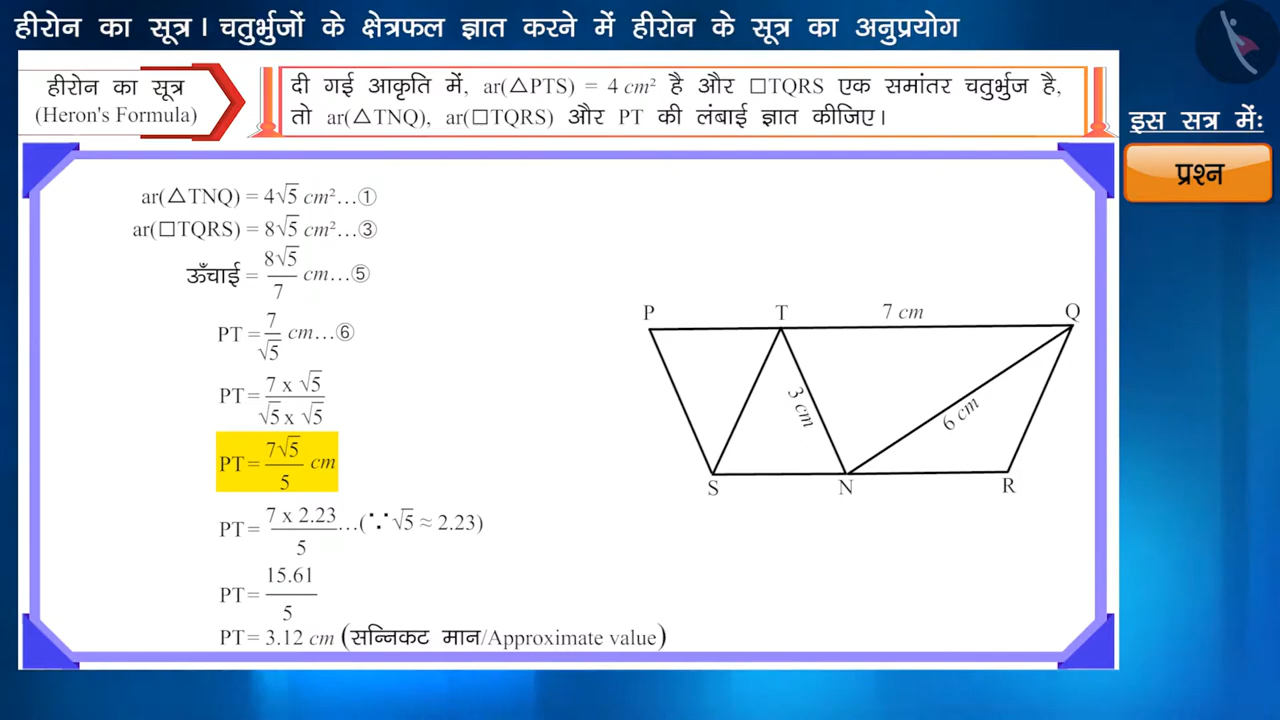 हीरोन का सूत्र। चतुर्भुजों के क्षेत्रफल ज्ञात करने में हीरोन के सूत्र का अनुप्रयोग
हीरोन का सूत्र
(Heron's Formula)
दी गई आकृति में, ar(△PTS) = 4 cm² है और □TQRS एक समांतर चतुर्भुज है,
तो ar(△TNQ), ar(□TQRS) और PT की लंबाई ज्ञात कीजिए।
इस सत्र में:
प्रश्न
ar(△TNQ) = 4√5 cm²...①
ar(□TQRS) = 8√5 cm²...③
ऊँचाई = 8√5/7 cm...⑤
PT = 7/√5 cm...⑥
PT = 7 x √5/√5 x √5
PT = 7√5/5 cm
PT = 7 x 2.23/5 ...(∵√5 ≈ 2.23)
PT = 15.61/5
PT = 3.12 cm (सन्निकट मान/Approximate value)
P T 7 cm Q
3 cm
6 cm
S N R